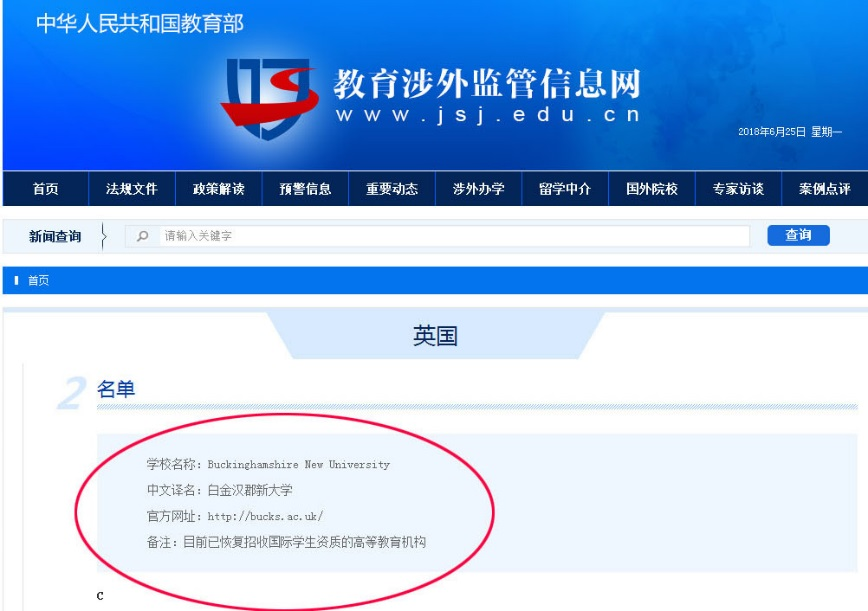 中华人民共和国教育部
教育涉外监管信息网
www.jsj.edu.cn
2018年6月25日 星期一
首页 法规文件 政策解读 预警信息 重要动态 涉外办学 留学中介 国外院校 专家访谈 案例点评
新闻查询 请输入关键字 查询
首页
英国
2 名单
学校名称：Buckinghamshire New University
中文译名：白金汉郡新大学
官方网址：http://bucks.ac.uk/
备注：目前已恢复招收国际学生资质的高等教育机构
C